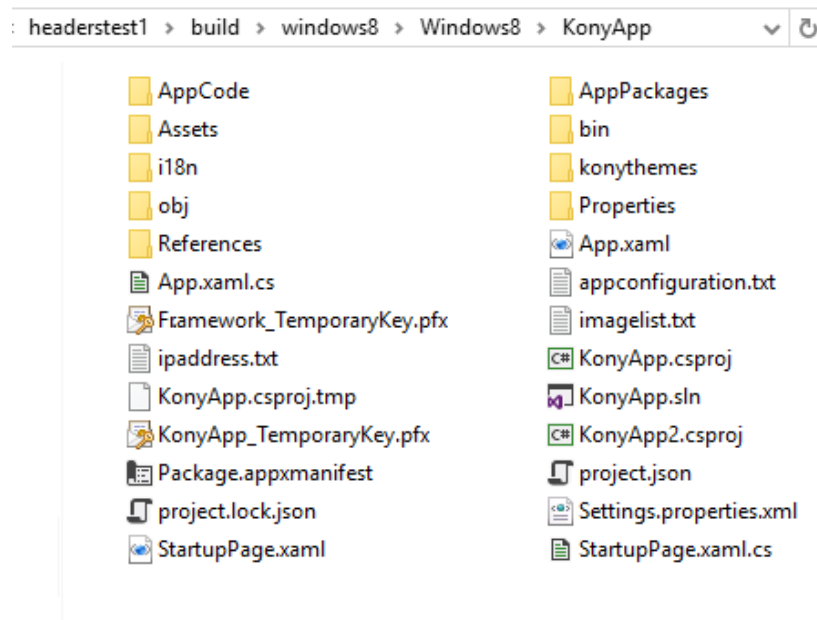 headerstest1 > build > windows8 > Windows8 > KonyApp
AppCode AppPackages
Assets bin
i18n konythemes
obj Properties
References App.xaml
App.xaml.cs appconfiguration.txt
Framework_TemporaryKey.pfx imagelist.txt
ipaddress.txt KonyApp.csproj
KonyApp.csproj.tmp KonyApp.sln
KonyApp_TemporaryKey.pfx KonyApp2.csproj
Package.appxmanifest project.json
project.lock.json Settings.properties.xml
StartupPage.xaml StartupPage.xaml.cs